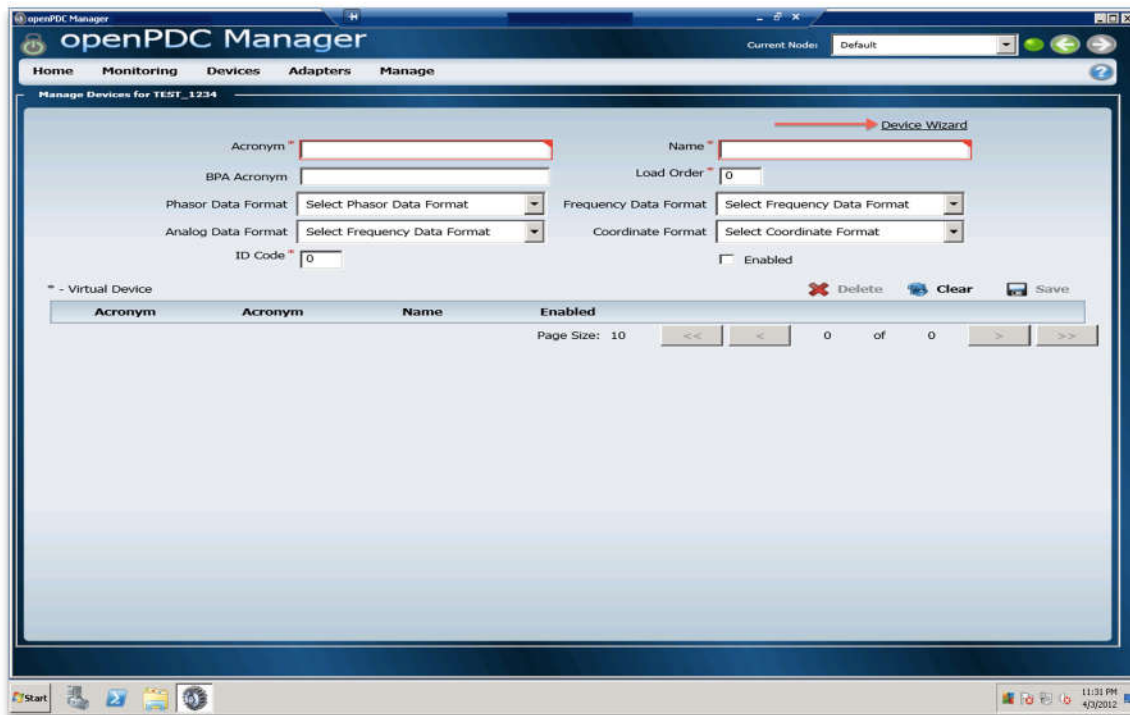 openPDC Manager
openPDC Manager
Current Node: Default
Home Monitoring Devices Adapters Manage
Manage Devices for TEST_1234
Device Wizard
Acronym * Name *
BPA Acronym Load Order * 0
Phasor Data Format Select Phasor Data Format Frequency Data Format Select Frequency Data Format
Analog Data Format Select Frequency Data Format Coordinate Format Select Coordinate Format
ID Code * 0 Enabled
* - Virtual Device Delete Clear Save
Acronym Acronym Name Enabled
Page Size: 10 << < 0 of 0 > >>
Start
11:31 PM
4/3/2012